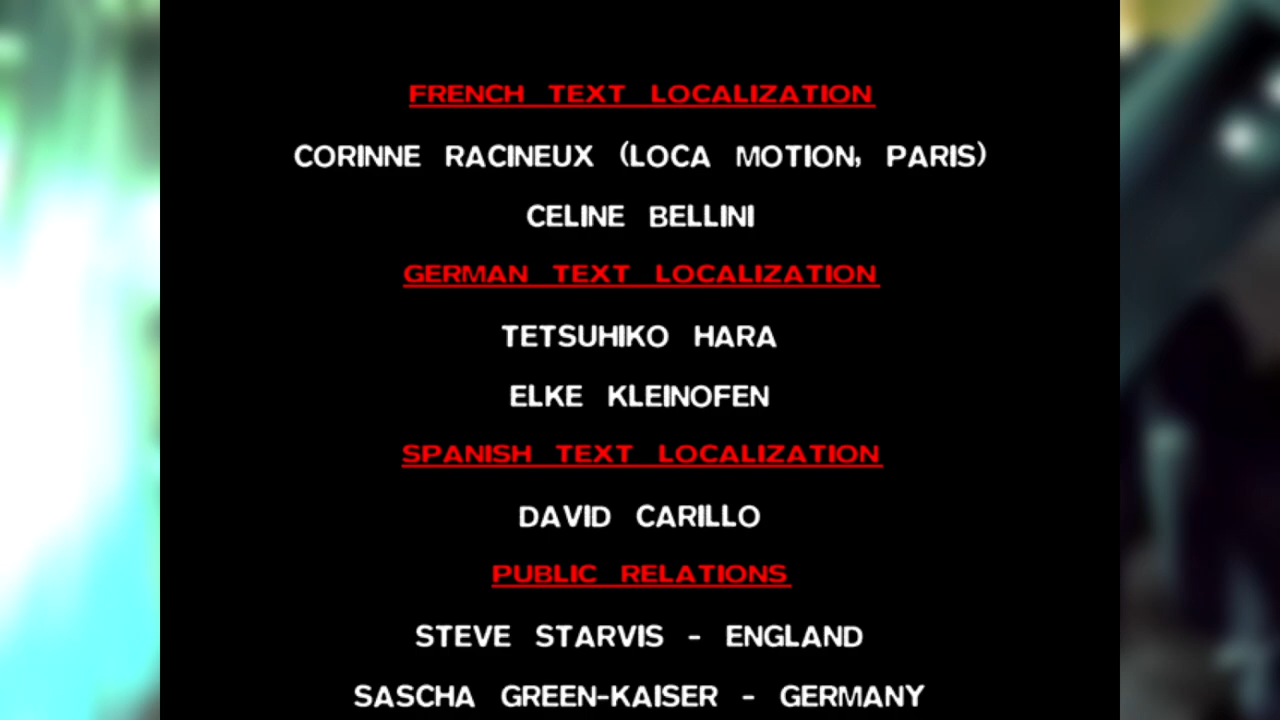 FRENCH TEXT LOCALIZATION
CORINNE RACINEUX (LOCA MOTION, PARIS)
CELINE BELLINI
GERMAN TEXT LOCALIZATION
TETSUHIKO HARA
ELKE KLEINOFEN
SPANISH TEXT LOCALIZATION
DAVID CARILLO
PUBLIC RELATIONS
STEVE STARVIS - ENGLAND
SASCHA GREEN-KAISER - GERMANY